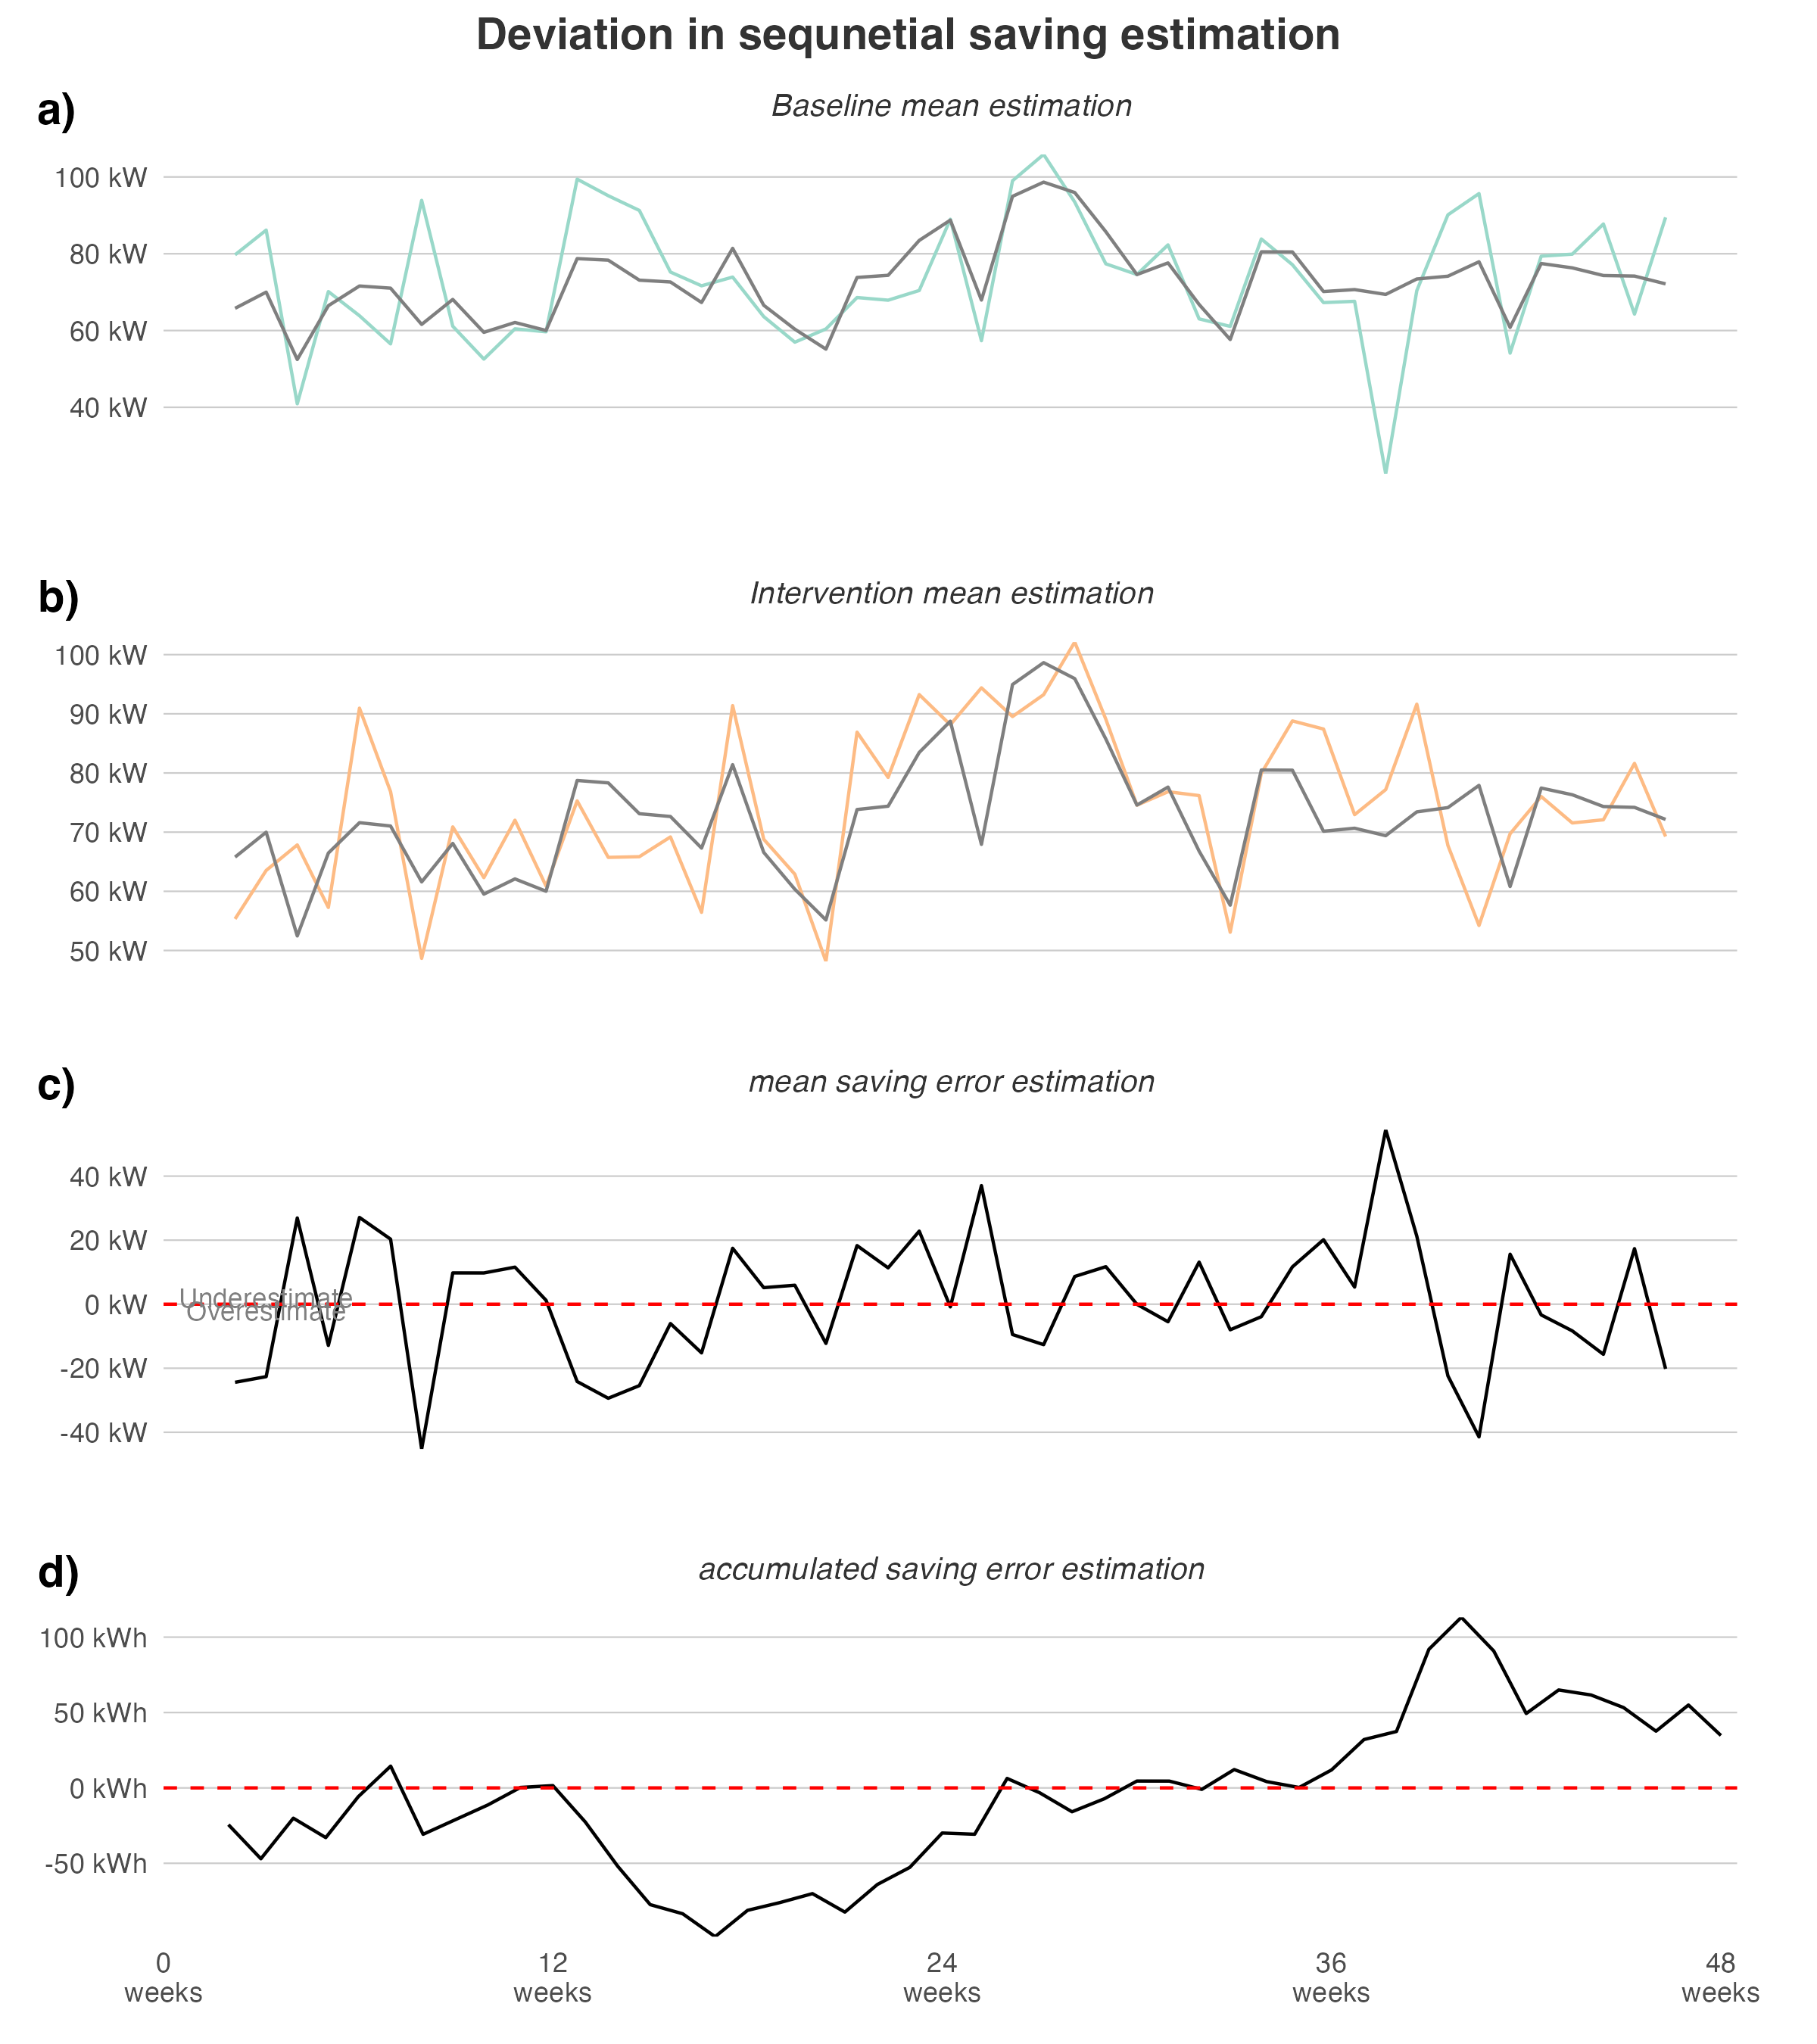 Deviation in sequnetial saving estimation
a)
Baseline mean estimation
100 kW
80 kW
60 kW
40 kW
b)
Intervention mean estimation
100 kW
90 kW
80 kW
70 kW
60 kW
50 kW
c)
mean saving error estimation
40 kW
20 kW
0 kW
-20 kW
-40 kW
Underestimate
Overestimate
d)
accumulated saving error estimation
100 kWh
50 kWh
0 kWh
-50 kWh
0 12 24 36 48
weeks weeks weeks weeks weeks